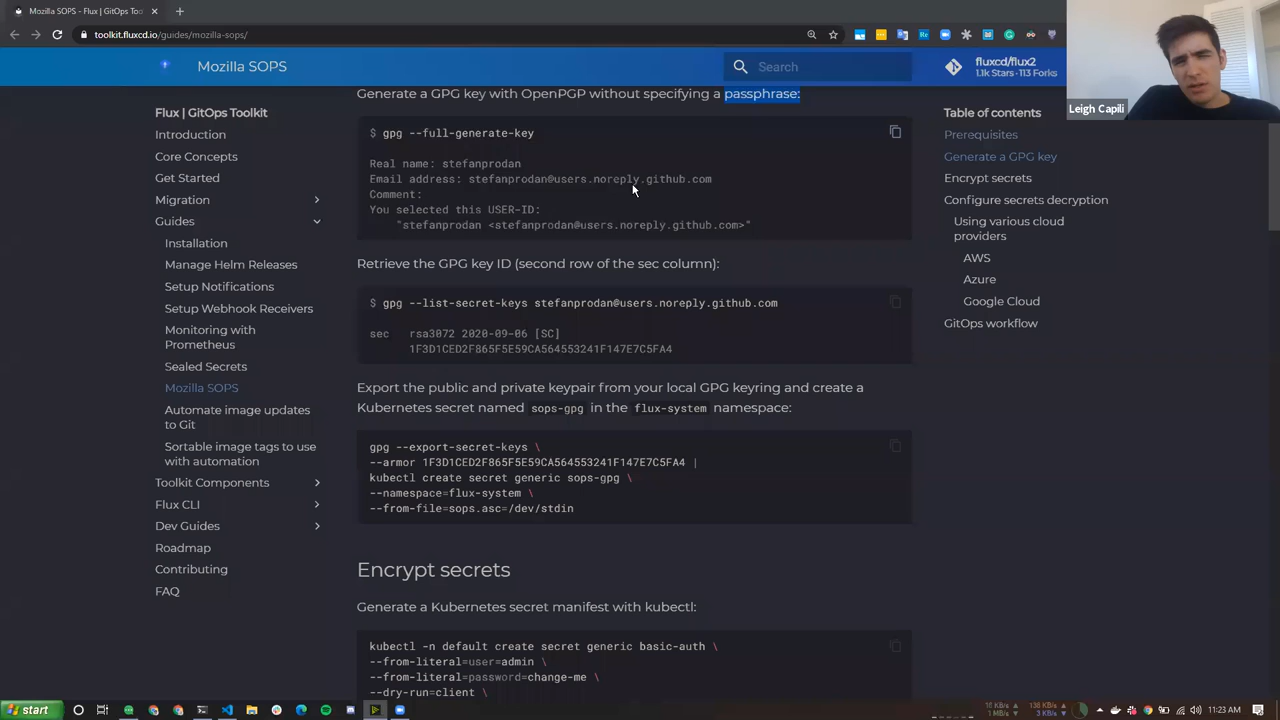 Mozilla SOPS - Flux | GitOps Tool
toolkit.fluxcd.io/guides/mozilla-sops/
Mozilla SOPS
Search
fluxcd/flux2
1.1k Stars · 113 Forks
Leigh Capili
Flux | GitOps Toolkit
Introduction
Core Concepts
Get Started
Migration
Guides
Installation
Manage Helm Releases
Setup Notifications
Setup Webhook Receivers
Monitoring with
Prometheus
Sealed Secrets
Mozilla SOPS
Automate image updates
to Git
Sortable image tags to use
with automation
Toolkit Components
Flux CLI
Dev Guides
Roadmap
Contributing
FAQ
Generate a GPG key with OpenPGP without specifying a passphrase:
$ gpg --full-generate-key
Real name: stefanprodan
Email address: stefanprodan@users.noreply.github.com
Comment:
You selected this USER-ID:
"stefanprodan <stefanprodan@users.noreply.github.com>"
Retrieve the GPG key ID (second row of the sec column):
$ gpg --list-secret-keys stefanprodan@users.noreply.github.com
sec rsa3072 2020-09-06 [SC]
1F3D1CED2F865F5E59CA564553241F147E7C5FA4
Export the public and private keypair from your local GPG keyring and create a
Kubernetes secret named sops-gpg in the flux-system namespace:
gpg --export-secret-keys \
--armor 1F3D1CED2F865F5E59CA564553241F147E7C5FA4 |
kubectl create secret generic sops-gpg \
--namespace=flux-system \
--from-file=sops.asc=/dev/stdin
Encrypt secrets
Generate a Kubernetes secret manifest with kubectl:
kubectl -n default create secret generic basic-auth \
--from-literal=user=admin \
--from-literal=password=change-me \
--dry-run=client \
Table of contents
Prerequisites
Generate a GPG key
Encrypt secrets
Configure secrets decryption
Using various cloud
providers
AWS
Azure
Google Cloud
GitOps workflow
start
11:23 AM